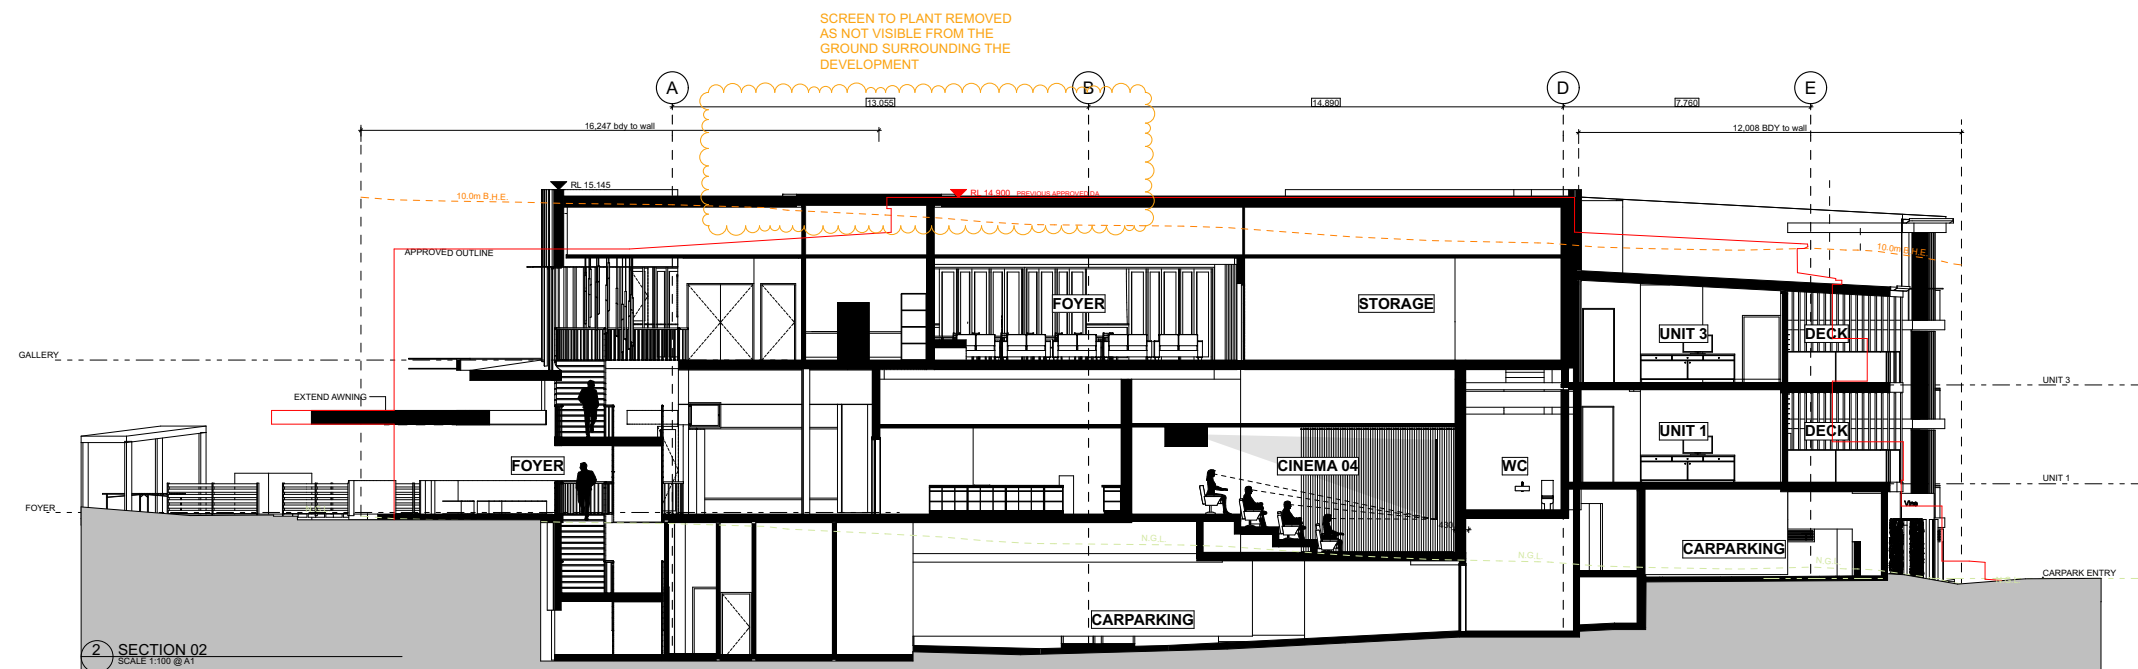 SCREEN TO PLANT REMOVED
AS NOT VISIBLE FROM THE
GROUND SURROUNDING THE
DEVELOPMENT
A
B
D
E
13,055
14,890
7,760
16,247 bdy to wall
12,008 BDY to wall
RL 15.145
RL 14.900 PREVIOUS APPROVED DA
10.0m B.H.E.
10.0m B.H.E.
APPROVED OUTLINE
FOYER
STORAGE
UNIT 3
DECK
GALLERY
UNIT 3
EXTEND AWNING
UNIT 1
DECK
FOYER
CINEMA 04
WC
UNIT 1
FOYER
N.G.L
430
N.G.L
N.G.L
N.G.L
N.G.L
CARPARKING
CARPARK ENTRY
CARPARKING
2
SECTION 02
SCALE 1:100 @ A1